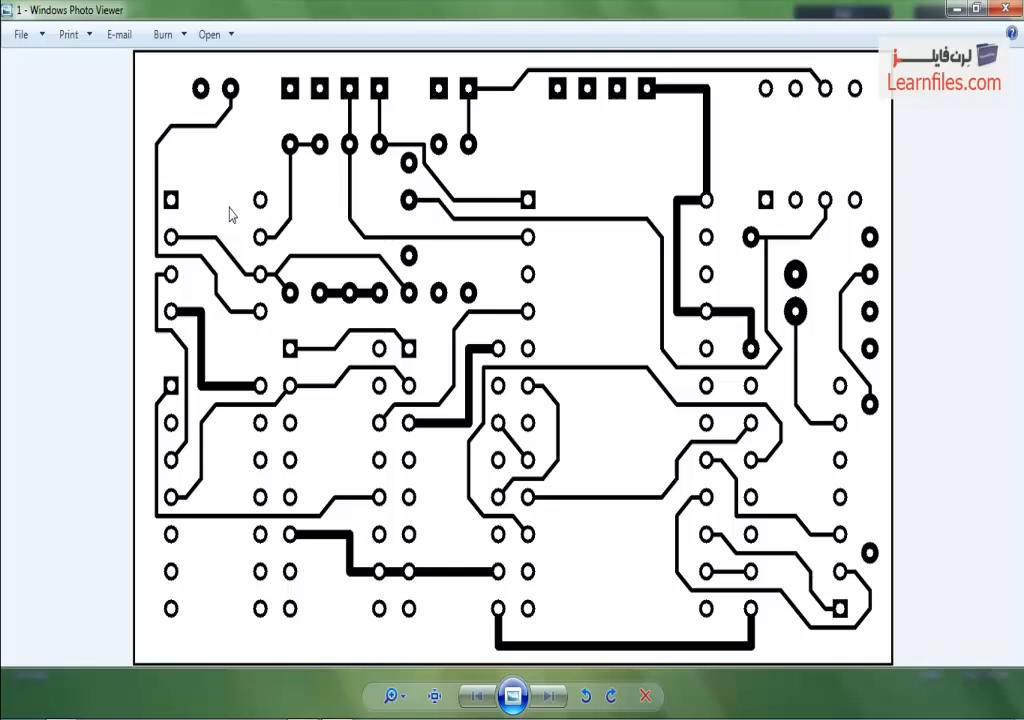 1 - Windows Photo Viewer
File Print E-mail Burn Open
لرن‌فایلز
Learnfiles.com